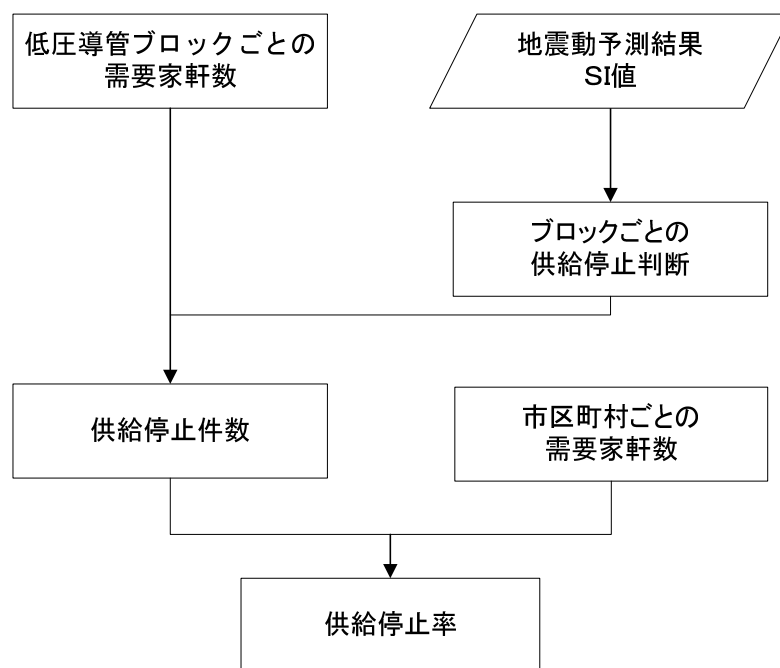 低圧導管ブロックごとの
需要家軒数
地震動予測結果
SI値
ブロックごとの
供給停止判断
供給停止件数
市区町村ごとの
需要家軒数
供給停止率